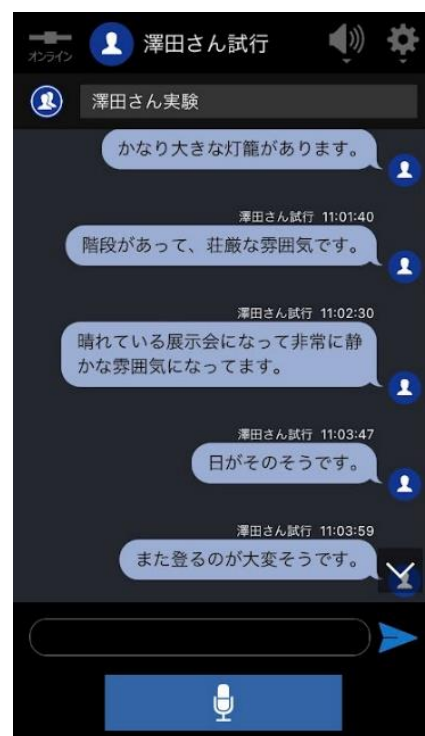 オンライン
澤田さん試行
澤田さん実験
かなり大きな灯籠があります。
澤田さん試行 11:01:40
階段があって、荘厳な雰囲気です。
澤田さん試行 11:02:30
晴れている展示会になって非常に静
かな雰囲気になってます。
澤田さん試行 11:03:47
日がそのそうです。
澤田さん試行 11:03:59
また登るのが大変そうです。